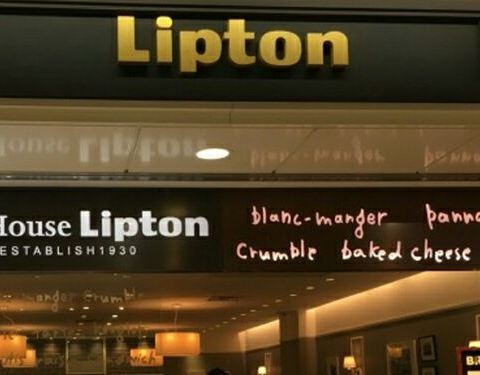 Lipton
House Lipton
ESTABLISH1930
blanc-manger panna
Crumble baked cheese